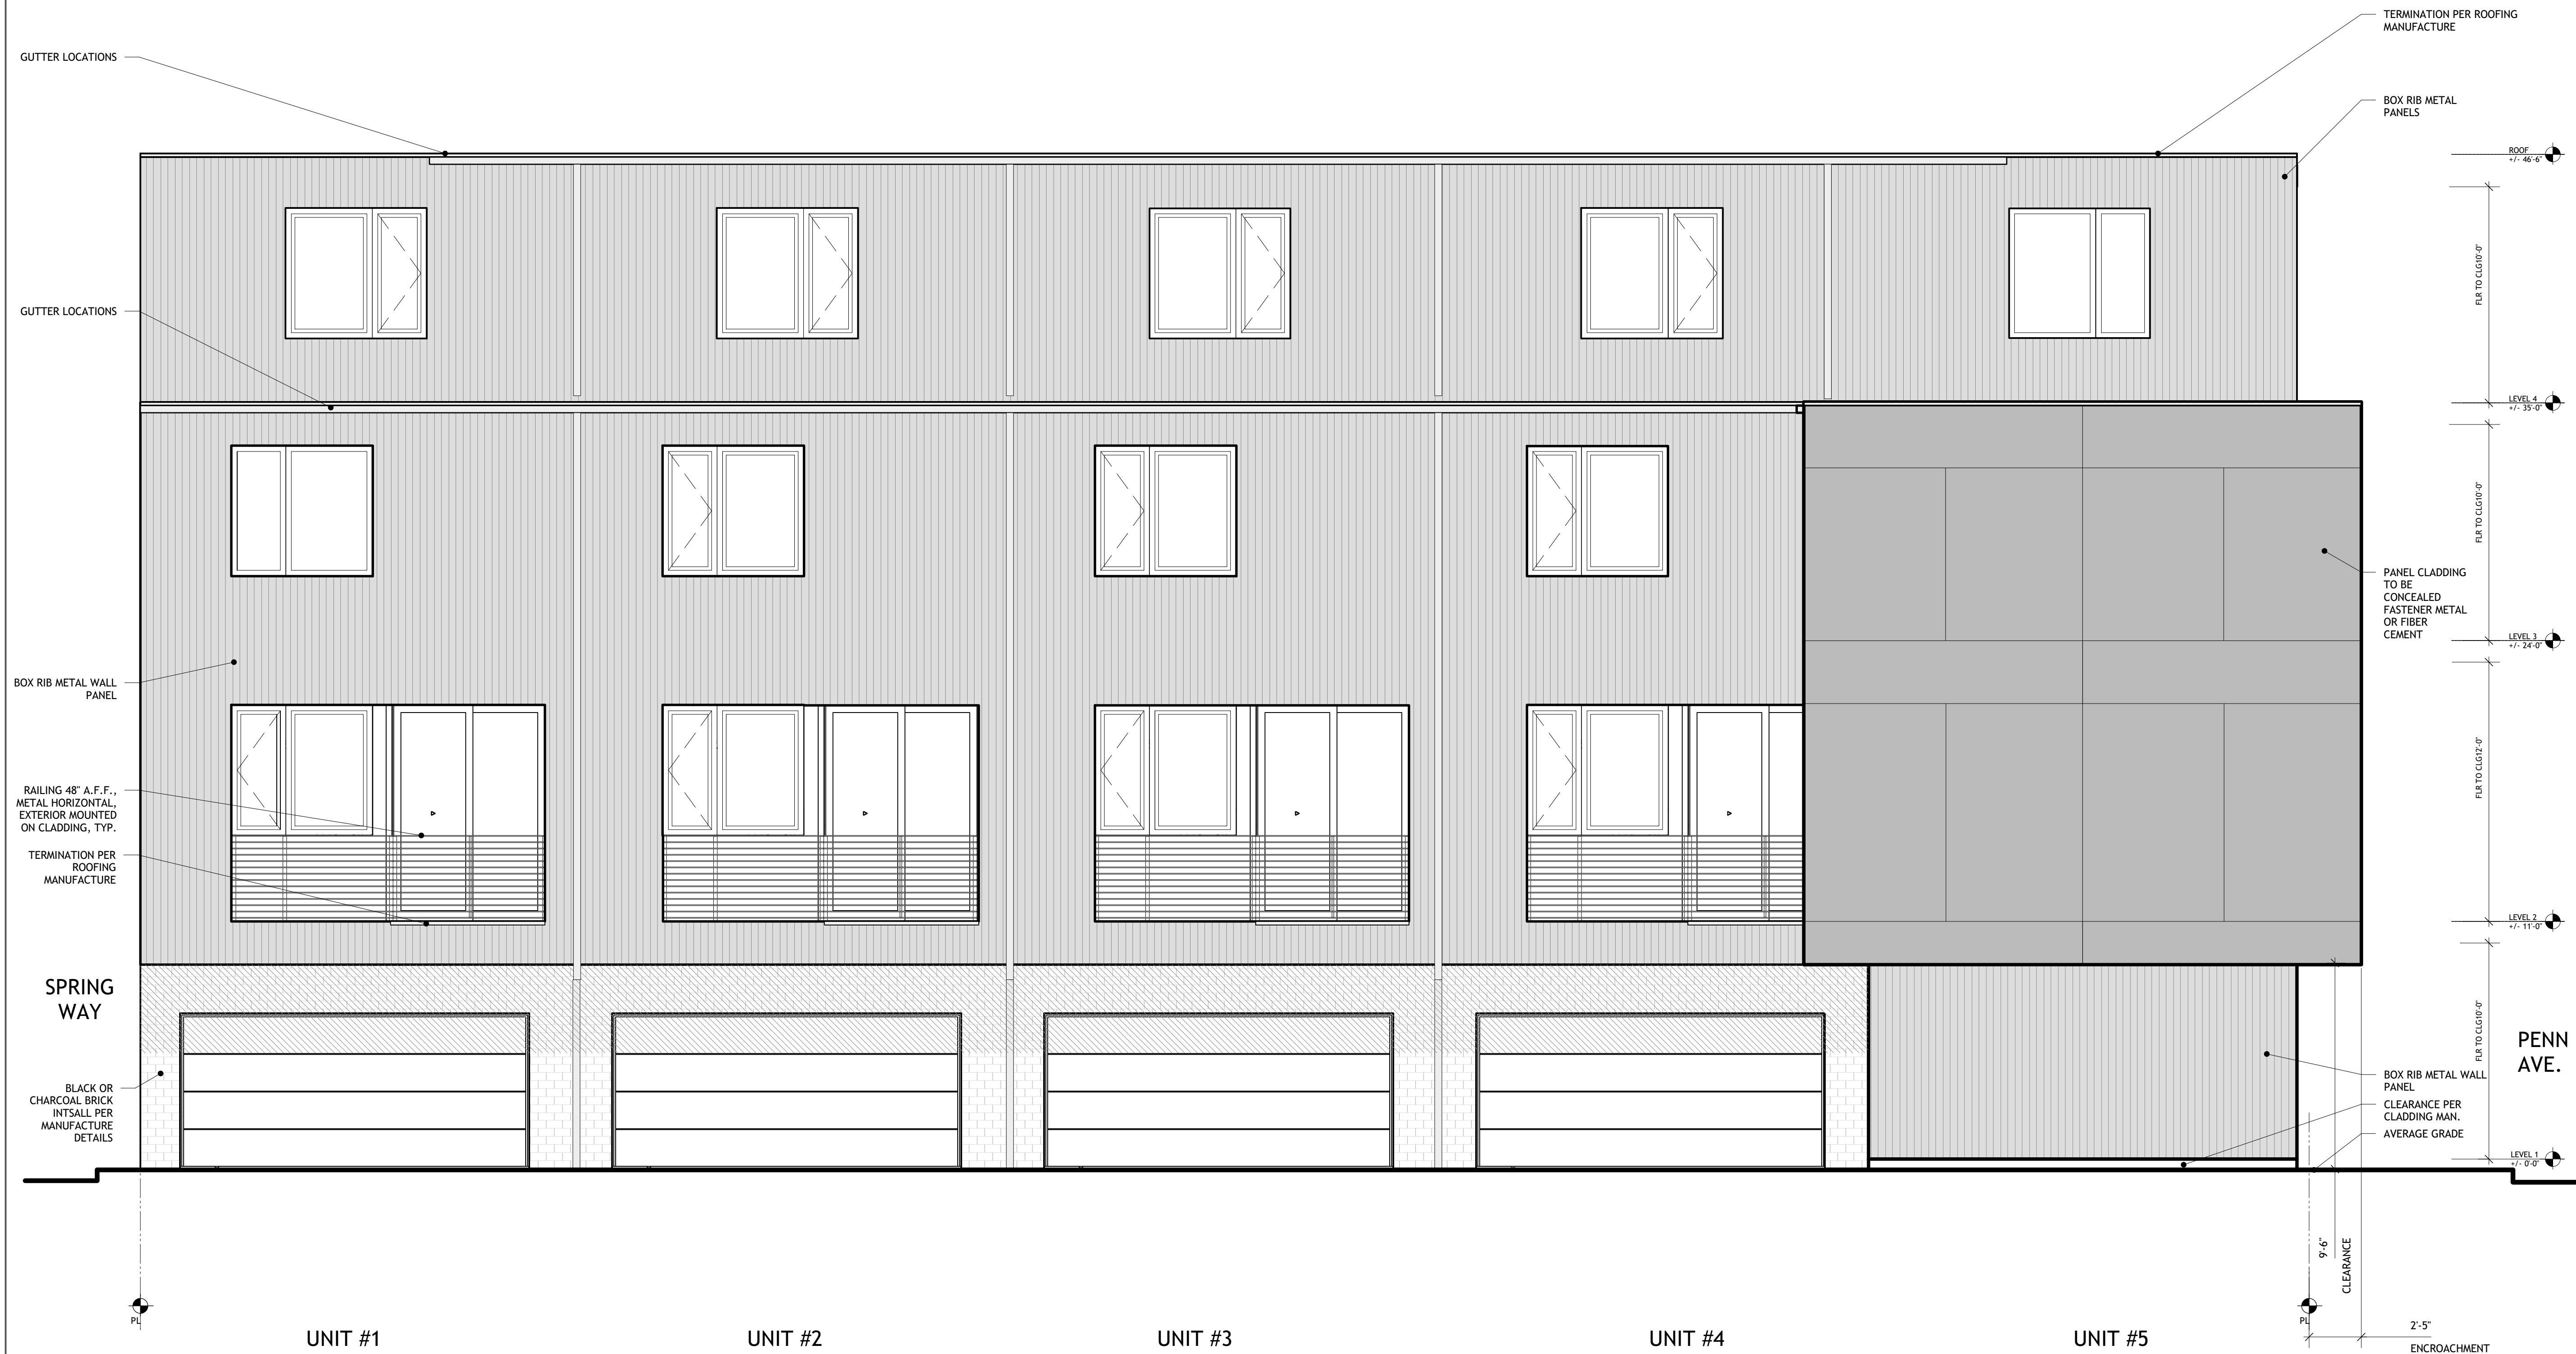 TERMINATION PER ROOFING
MANUFACTURE
GUTTER LOCATIONS
BOX RIB METAL
PANELS
ROOF
+/- 46'-6"
FLR TO CLG10'-0"
GUTTER LOCATIONS
LEVEL 4
+/- 35'-0"
FLR TO CLG10'-0"
PANEL CLADDING
TO BE
CONCEALED
FASTENER METAL
OR FIBER
CEMENT
LEVEL 3
+/- 24'-0"
BOX RIB METAL WALL
PANEL
FLR TO CLG12'-0"
RAILING 48" A.F.F.,
METAL HORIZONTAL,
EXTERIOR MOUNTED
ON CLADDING, TYP.
TERMINATION PER
ROOFING
MANUFACTURE
LEVEL 2
+/- 11'-0"
SPRING
WAY
FLR TO CLG10'-0"
PENN
AVE.
BLACK OR
CHARCOAL BRICK
INTSALL PER
MANUFACTURE
DETAILS
BOX RIB METAL WALL
PANEL
CLEARANCE PER
CLADDING MAN.
AVERAGE GRADE
LEVEL 1
+/- 0'-0"
9'-6"
CLEARANCE
PL
PL
2'-5"
ENCROACHMENT
UNIT #1
UNIT #2
UNIT #3
UNIT #4
UNIT #5